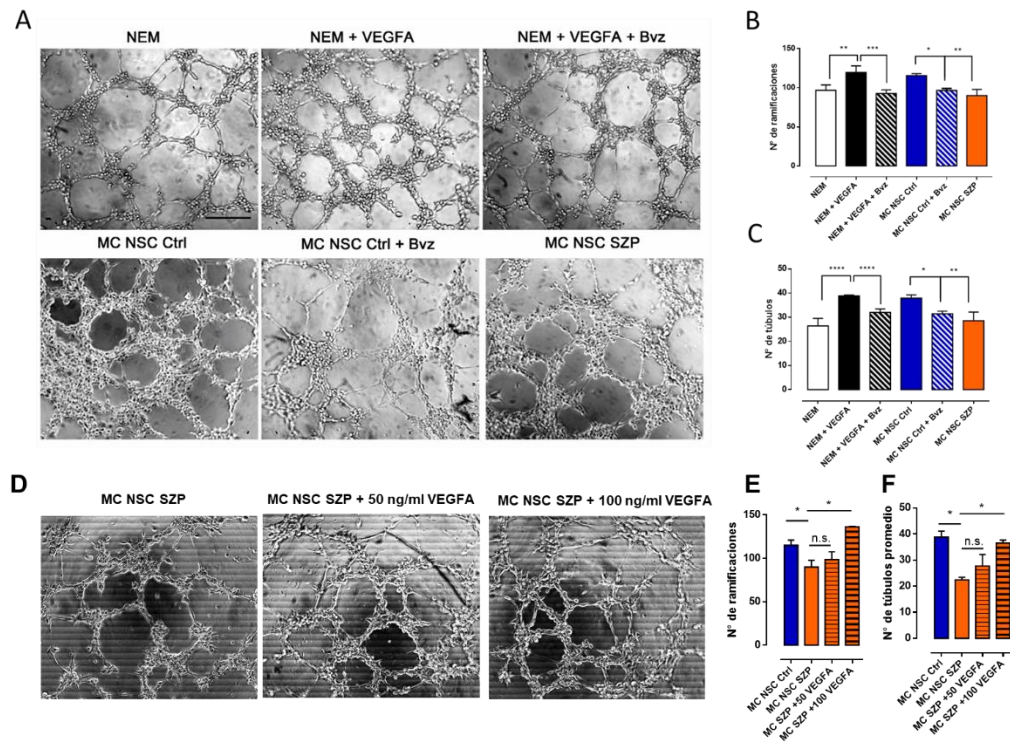 A
NEM
NEM + VEGFA
NEM + VEGFA + Bvz
MC NSC Ctrl
MC NSC Ctrl + Bvz
MC NSC SZP
B
N° de ramificaciones
150
100
50
0
** *** * **
NEM
NEM + VEGFA
NEM + VEGFA + Bvz
MC NSC Ctrl
MC NSC Ctrl + Bvz
MC NSC SZP
C
N° de túbulos
60
40
20
0
**** **** * **
NEM
NEM + VEGFA
NEM + VEGFA + Bvz
MC NSC Ctrl
MC NSC Ctrl + Bvz
MC NSC SZP
D
MC NSC SZP
MC NSC SZP + 50 ng/ml VEGFA
MC NSC SZP + 100 ng/ml VEGFA
E
N° de ramificaciones
150
100
50
0
* *
n.s.
MC NSC Ctrl
MC NSC SZP
MC SZP +50 VEGFA
MC SZP +100 VEGFA
F
N° de túbulos promedio
50
40
30
20
10
0
* *
n.s.
MC NSC Ctrl
MC NSC SZP
MC SZP +50 VEGFA
MC SZP +100 VEGFA